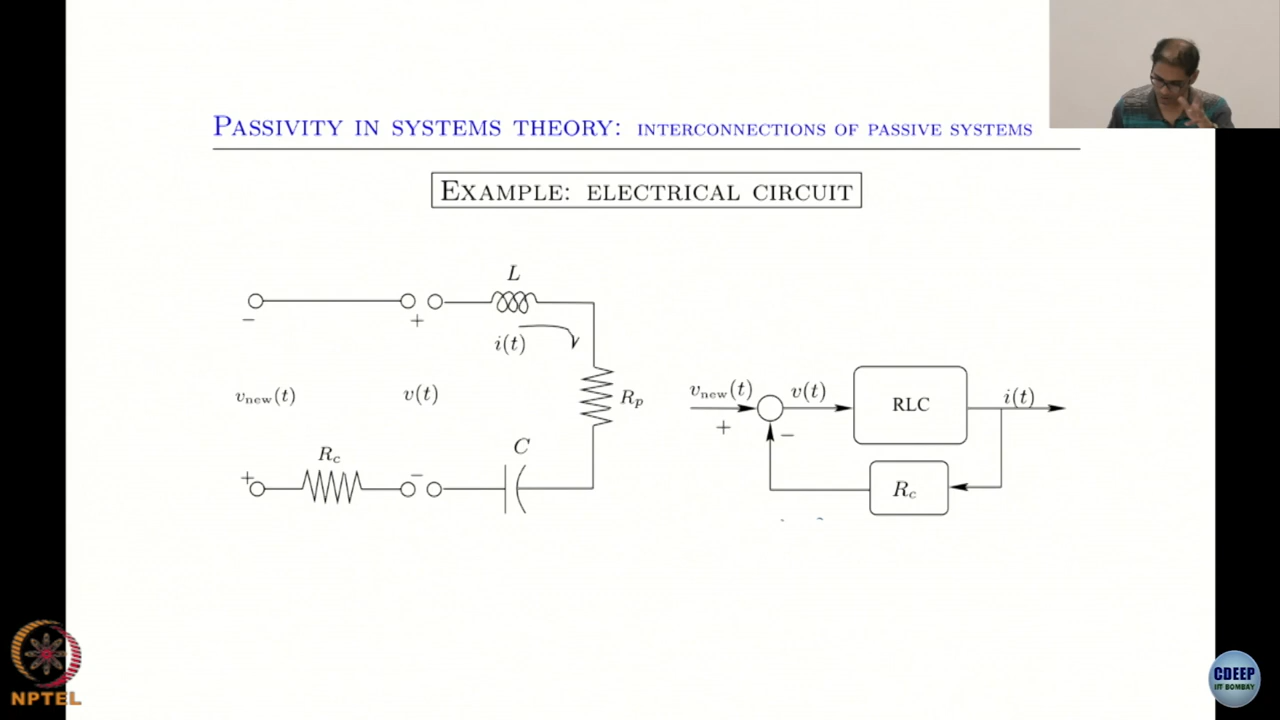 PASSIVITY IN SYSTEMS THEORY: INTERCONNECTIONS OF PASSIVE SYSTEMS
EXAMPLE: ELECTRICAL CIRCUIT
L
− +
i(t)
v_new(t) v(t) R_p
R_c C
+ −
v_new(t) v(t) RLC i(t)
+ −
R_c
NPTEL
CDEEP
IIT BOMBAY